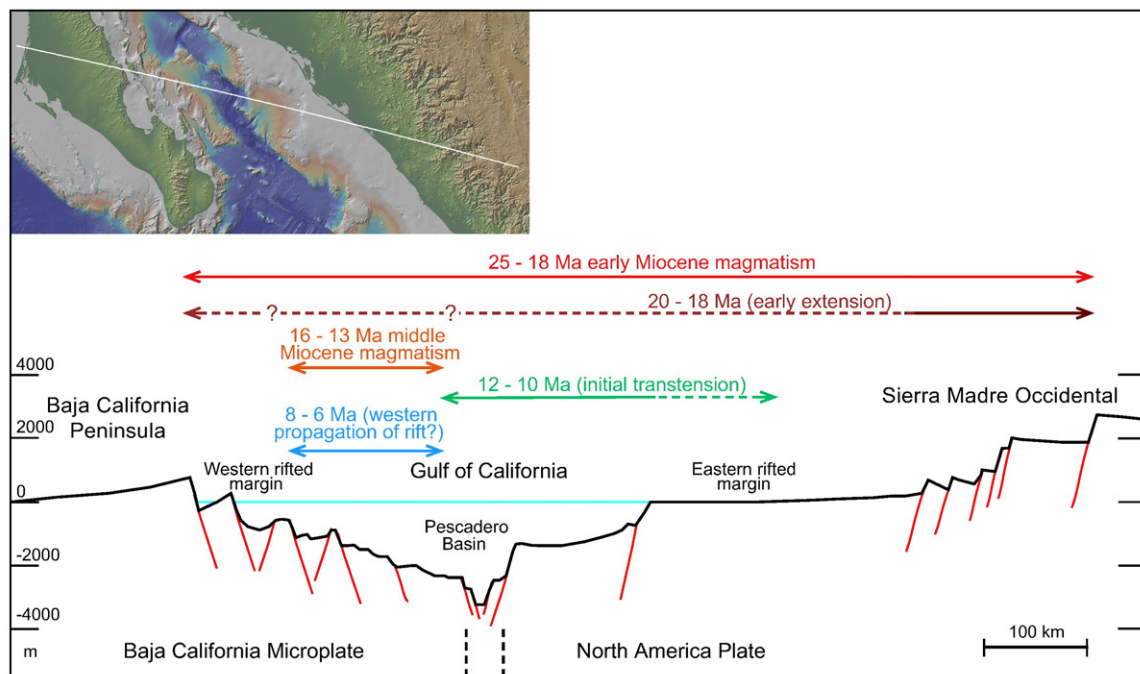 25 - 18 Ma early Miocene magmatism
20 - 18 Ma (early extension)
?
?
16 - 13 Ma middle
Miocene magmatism
12 - 10 Ma (initial transtension)
8 - 6 Ma (western
propagation of rift?)
4000
2000
0
-2000
-4000
m
Baja California
Peninsula
Sierra Madre Occidental
Western rifted
margin
Gulf of California
Eastern rifted
margin
Pescadero
Basin
Baja California Microplate
North America Plate
100 km